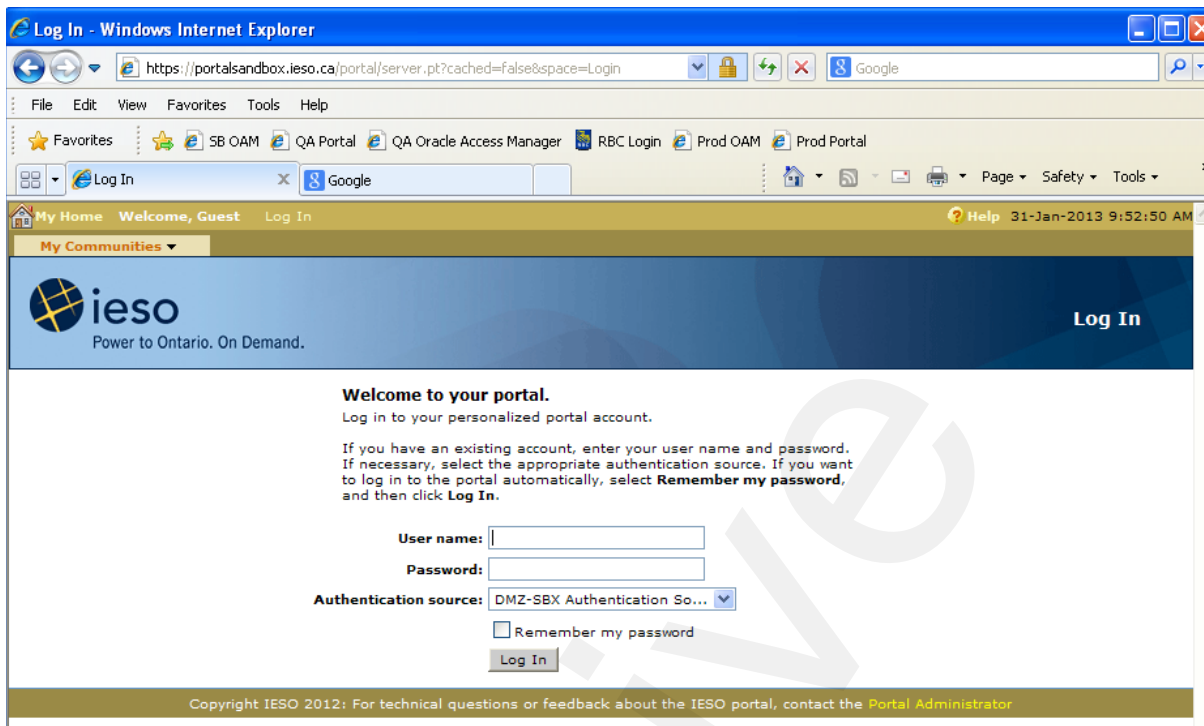 Log In - Windows Internet Explorer
https://portalsandbox.ieso.ca/portal/server.pt?cached=false&space=Login
Google
File Edit View Favorites Tools Help
Favorites SB OAM QA Portal QA Oracle Access Manager RBC Login Prod OAM Prod Portal
Log In Google Page Safety Tools
My Home Welcome, Guest Log In Help 31-Jan-2013 9:52:50 AM
My Communities
ieso
Power to Ontario. On Demand.
Log In
Welcome to your portal.
Log in to your personalized portal account.
If you have an existing account, enter your user name and password.
If necessary, select the appropriate authentication source. If you want
to log in to the portal automatically, select Remember my password,
and then click Log In.
User name:
Password:
Authentication source: DMZ-SBX Authentication So...
Remember my password
Log In
Copyright IESO 2012: For technical questions or feedback about the IESO portal, contact the Portal Administrator